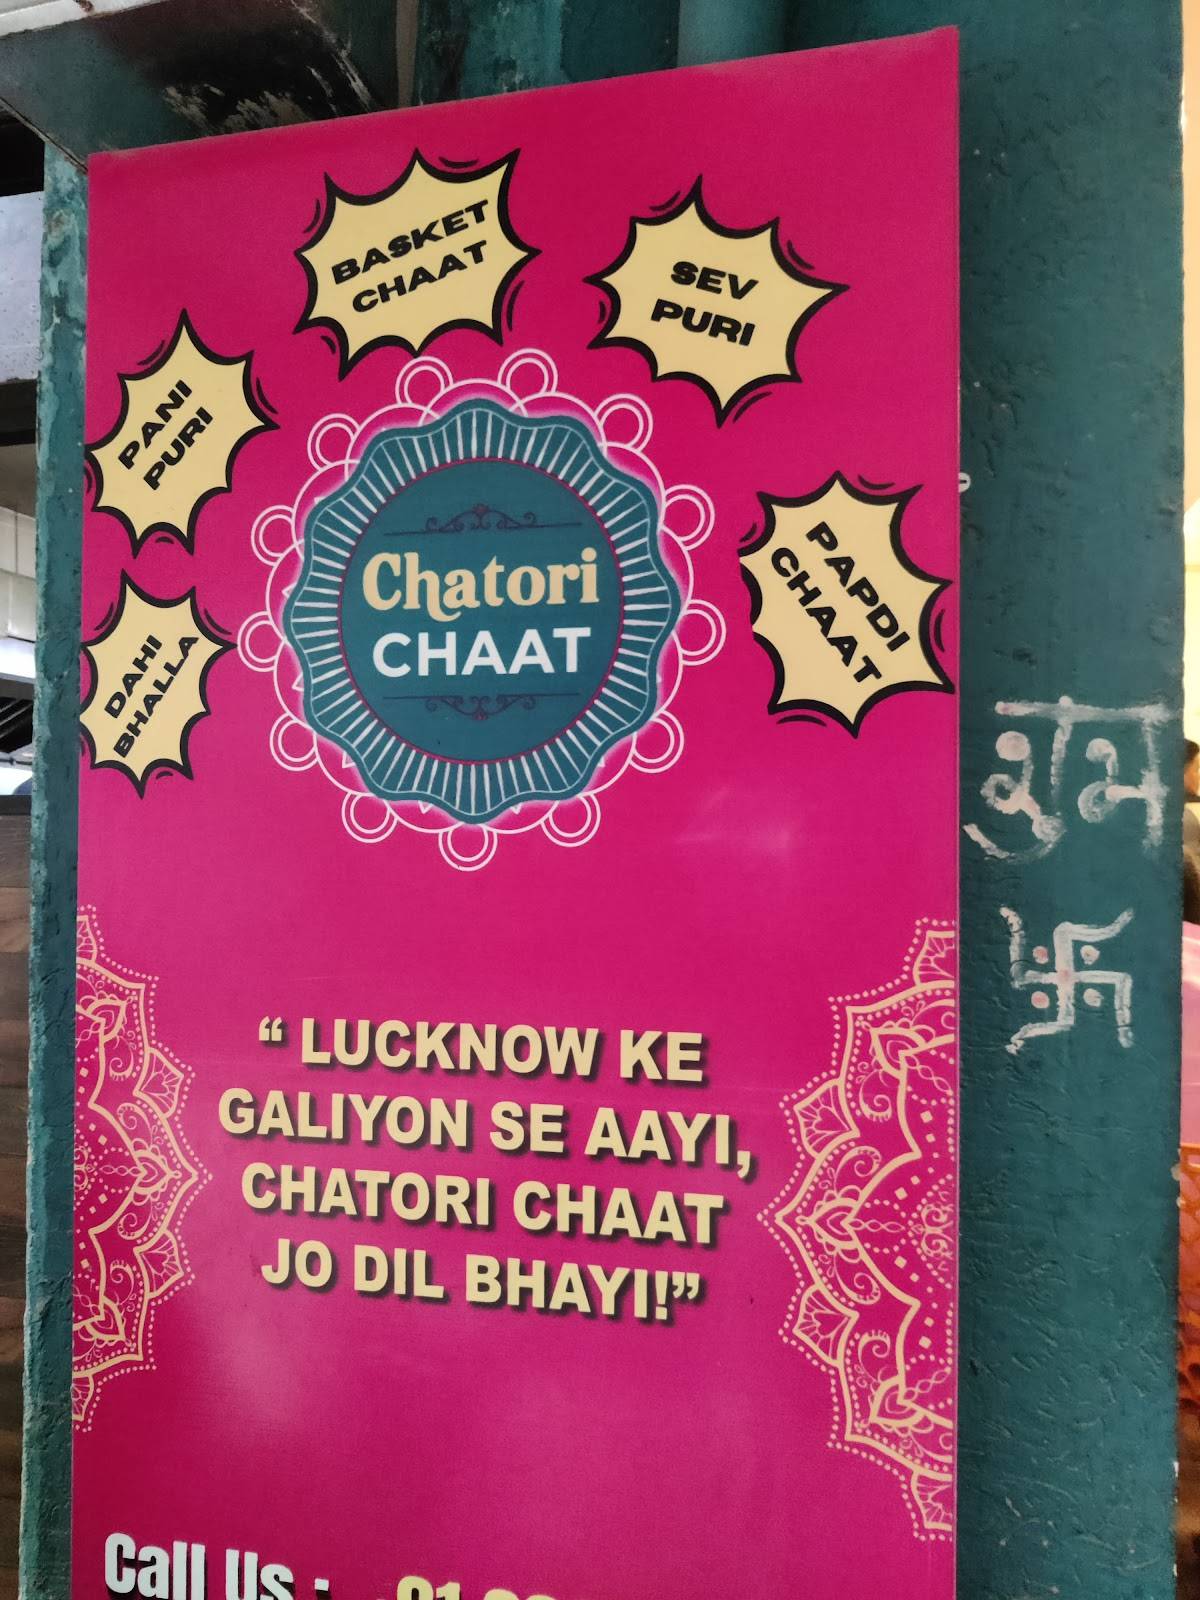 BASKET
CHAAT
SEV
PURI
PANI
PURI
PAPDI
CHAAT
DAHI
BHALLA
Chatori
CHAAT
शुभ
“ LUCKNOW KE
GALIYON SE AAYI,
CHATORI CHAAT
JO DIL BHAYI!”
Call Us :